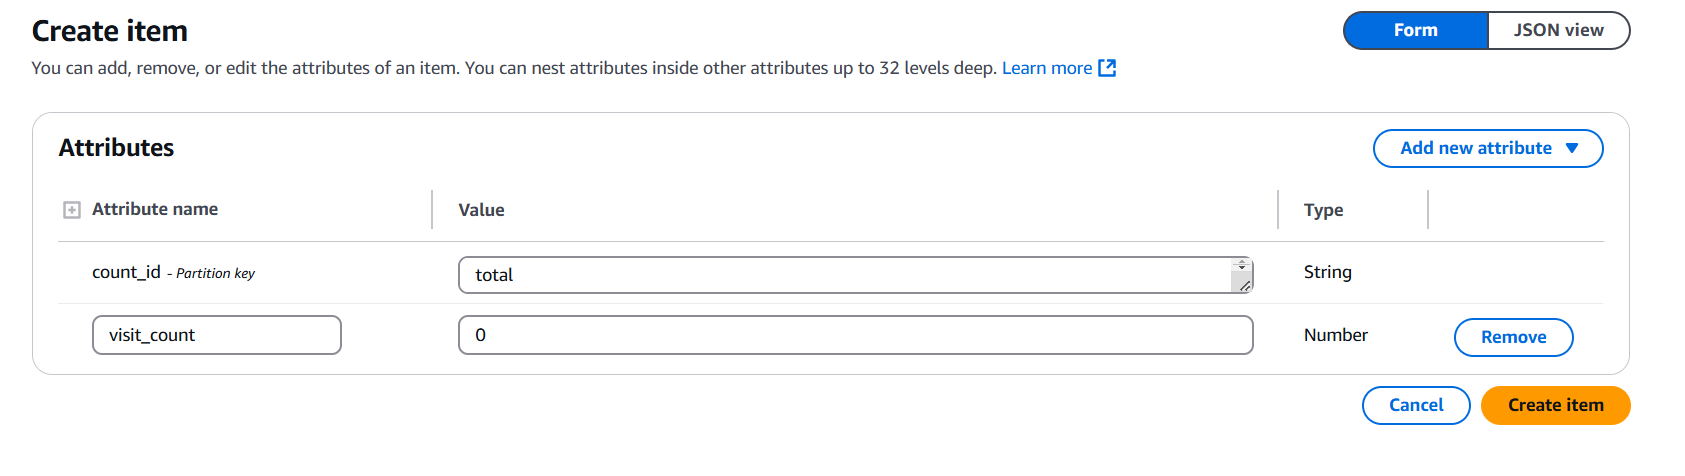 Create item
Form
JSON view
You can add, remove, or edit the attributes of an item. You can nest attributes inside other attributes up to 32 levels deep. Learn more
Attributes
Add new attribute
Attribute name
Value
Type
count_id - Partition key
total
String
visit_count
0
Number
Remove
Cancel
Create item